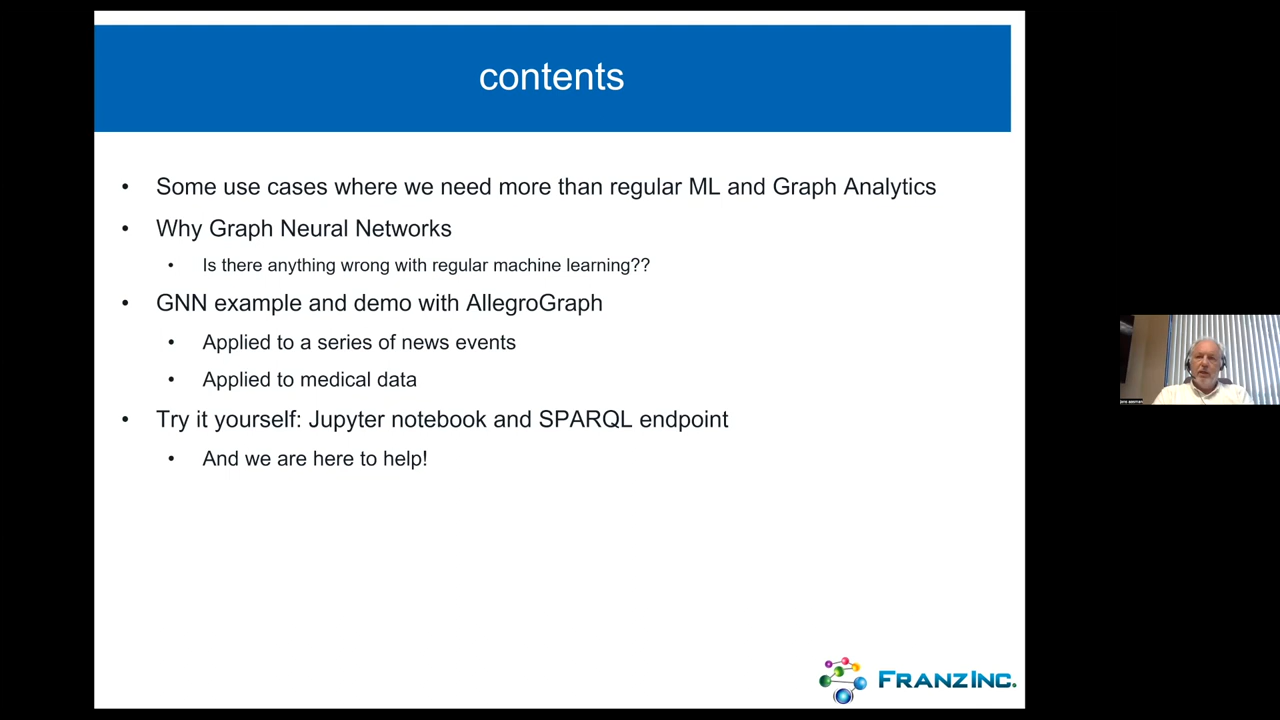 contents
• Some use cases where we need more than regular ML and Graph Analytics
• Why Graph Neural Networks
• Is there anything wrong with regular machine learning??
• GNN example and demo with AllegroGraph
• Applied to a series of news events
• Applied to medical data
• Try it yourself: Jupyter notebook and SPARQL endpoint
• And we are here to help!
FRANZ INC.